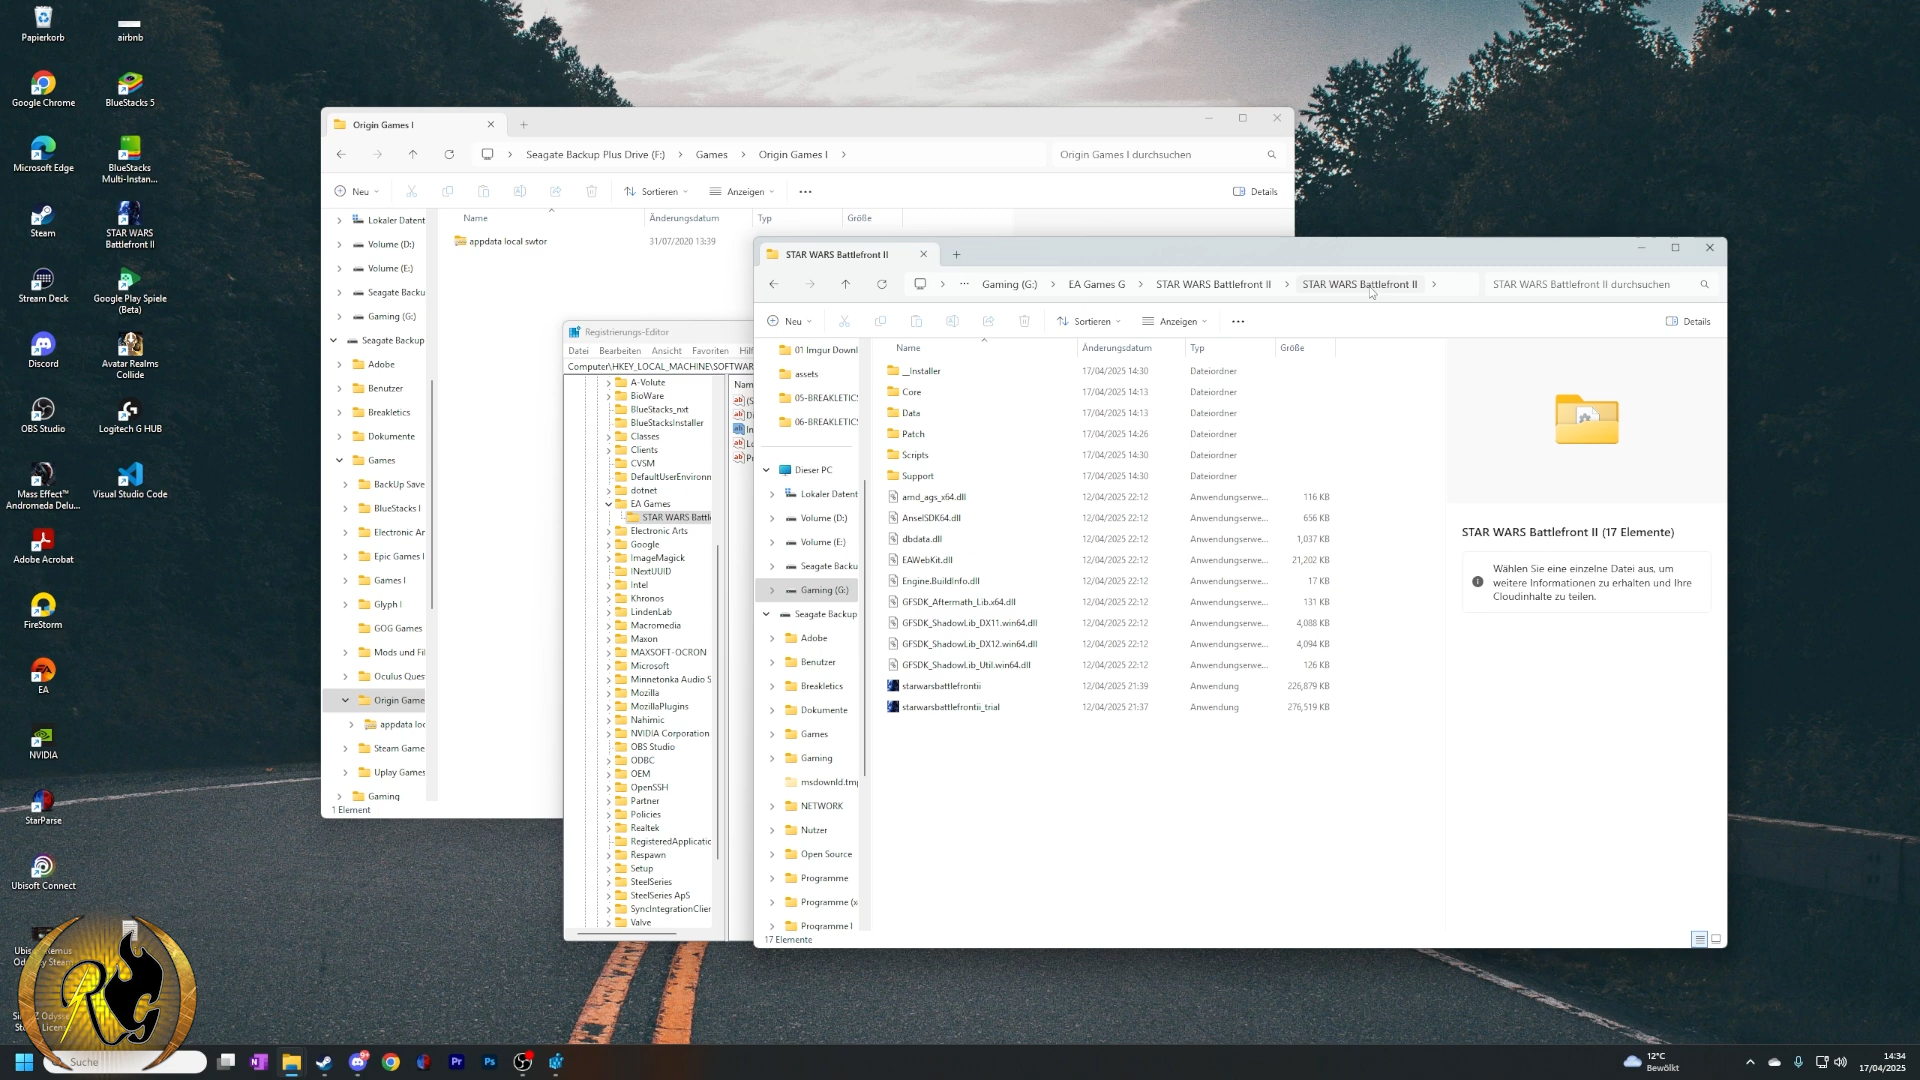 Papierkorb
airbnb
Google Chrome
BlueStacks 5
Microsoft Edge
BlueStacks
Multi-Instan...
Steam
STAR WARS
Battlefront II
Stream Deck
Google Play Spiele
(Beta)
Discord
Avatar Realms
Collide
OBS Studio
Logitech G HUB
Mass Effect™
Andromeda Delu...
Visual Studio Code
Adobe Acrobat
FireStorm
EA
NVIDIA
StarParse
Ubisoft Connect
Origin Games I
Seagate Backup Plus Drive (F:)
Games
Origin Games I
Origin Games I durchsuchen
Neu
Sortieren
Anzeigen
Details
Lokaler Datent
Volume (D:)
Volume (E:)
Seagate Backu
Gaming (G:)
Seagate Backup
Adobe
Benutzer
Breakletics
Dokumente
Games
BackUp Save
BlueStacks I
Electronic Ar
Epic Games I
Games I
Glyph I
GOG Games
Mods und Fil
Oculus Ques
Origin Game
appdata loc
Steam Game
Uplay Games
Gaming
1 Element
Name
Änderungsdatum
Typ
Größe
appdata local swtor
31/07/2020 13:39
Registrierungs-Editor
Datei
Bearbeiten
Ansicht
Favoriten
Hilf
Computer\HKEY_LOCAL_MACHINE\SOFTWAR
A-Volute
BioWare
BlueStacks_nxt
BlueStacksInstaller
Classes
Clients
CVSM
DefaultUserEnvironm
dotnet
EA Games
STAR WARS Battle
Electronic Arts
Google
ImageMagick
INextUUID
Intel
Khronos
LindenLab
Macromedia
Maxon
MAXSOFT-OCRON
Microsoft
Minnetonka Audio S
Mozilla
MozillaPlugins
Nahimic
NVIDIA Corporation
OBS Studio
ODBC
OEM
OpenSSH
Partner
Policies
Realtek
RegisteredApplicatio
Respawn
Setup
SteelSeries
SteelSeries ApS
SyncIntegrationClien
Valve
STAR WARS Battlefront II
Gaming (G:)
EA Games G
STAR WARS Battlefront II
STAR WARS Battlefront II
STAR WARS Battlefront II durchsuchen
Neu
Sortieren
Anzeigen
Details
01 Imgur Downl
assets
05-BREAKLETICS
06-BREAKLETICS
Dieser PC
Lokaler Datent
Volume (D:)
Volume (E:)
Seagate Backu
Gaming (G:)
Seagate Backup
Adobe
Benutzer
Breakletics
Dokumente
Games
Gaming
msdownld.tmp
NETWORK
Nutzer
Open Source
Programme
Programme (x
Programme I
17 Elemente
Name
Änderungsdatum
Typ
Größe
__Installer
17/04/2025 14:30
Dateiordner
Core
17/04/2025 14:13
Dateiordner
Data
17/04/2025 14:13
Dateiordner
Patch
17/04/2025 14:26
Dateiordner
Scripts
17/04/2025 14:30
Dateiordner
Support
17/04/2025 14:30
Dateiordner
amd_ags_x64.dll
12/04/2025 22:12
Anwendungserwe...
116 KB
AnselSDK64.dll
12/04/2025 22:12
Anwendungserwe...
656 KB
dbdata.dll
12/04/2025 22:12
Anwendungserwe...
1,037 KB
EAWebKit.dll
12/04/2025 22:12
Anwendungserwe...
21,202 KB
Engine.BuildInfo.dll
12/04/2025 22:12
Anwendungserwe...
17 KB
GFSDK_Aftermath_Lib.x64.dll
12/04/2025 22:12
Anwendungserwe...
131 KB
GFSDK_ShadowLib_DX11.win64.dll
12/04/2025 22:12
Anwendungserwe...
4,088 KB
GFSDK_ShadowLib_DX12.win64.dll
12/04/2025 22:12
Anwendungserwe...
4,094 KB
GFSDK_ShadowLib_Util.win64.dll
12/04/2025 22:12
Anwendungserwe...
126 KB
starwarsbattlefrontii
12/04/2025 21:39
Anwendung
226,879 KB
starwarsbattlefrontii_trial
12/04/2025 21:37
Anwendung
276,519 KB
STAR WARS Battlefront II (17 Elemente)
Wählen Sie eine einzelne Datei aus, um
weitere Informationen zu erhalten und Ihre
Cloudinhalte zu teilen.
Suche
12°C
Bewölkt
14:34
17/04/2025